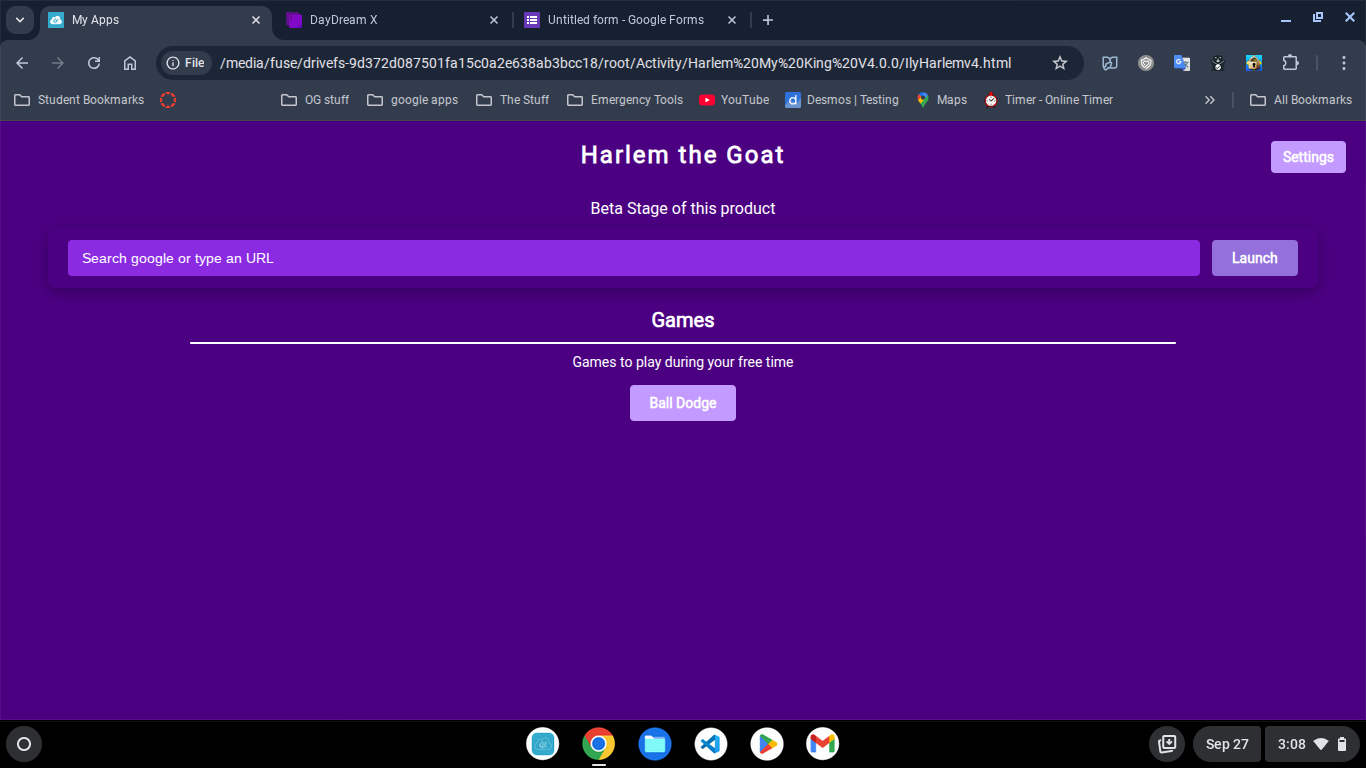 My Apps
DayDream X
Untitled form - Google Forms
File
/media/fuse/drivefs-9d372d087501fa15c0a2e638ab3bcc18/root/Activity/Harlem%20My%20King%20V4.0.0/IlyHarlemv4.html
Student Bookmarks
OG stuff
google apps
The Stuff
Emergency Tools
YouTube
Desmos | Testing
Maps
Timer - Online Timer
All Bookmarks
Harlem the Goat
Settings
Beta Stage of this product
Search google or type an URL
Launch
Games
Games to play during your free time
Ball Dodge
Sep 27
3:08